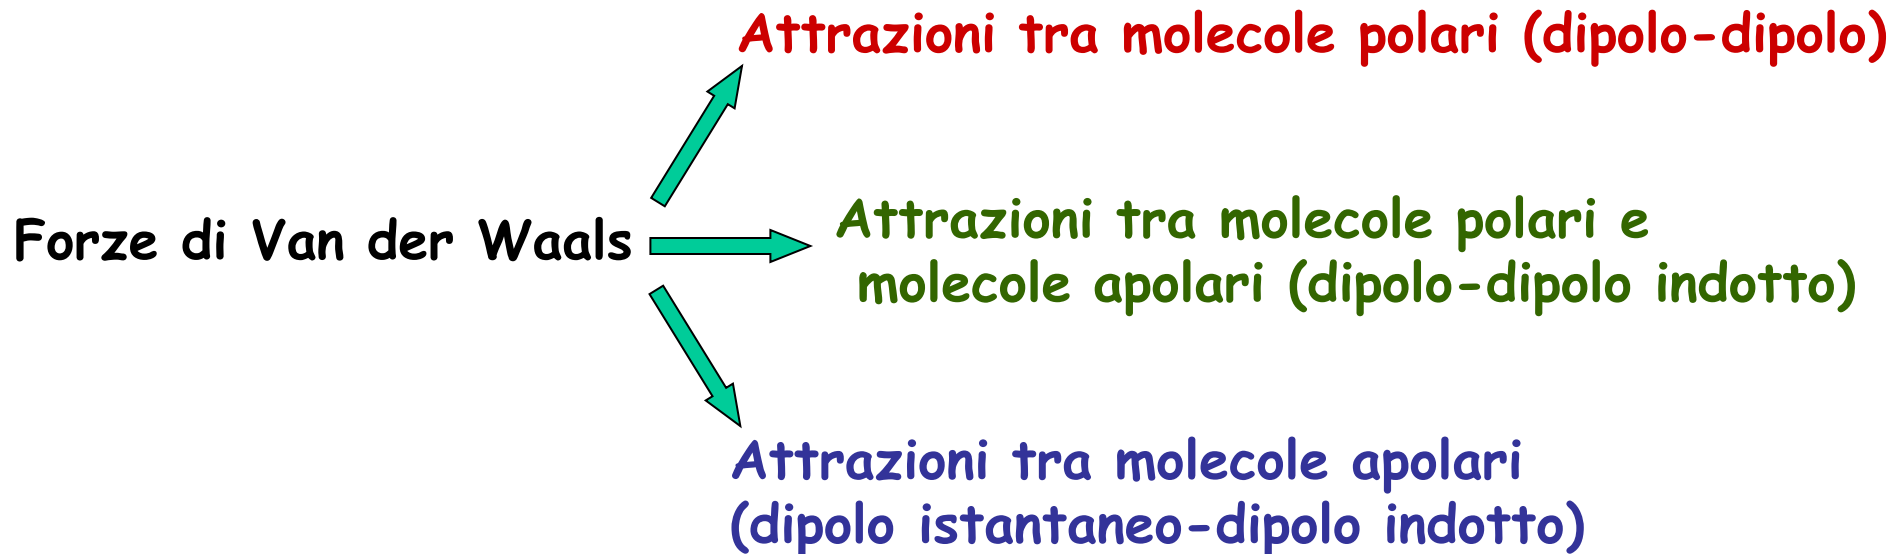 Attrazioni tra molecole polari (dipolo-dipolo)
Forze di Van der Waals
Attrazioni tra molecole polari e
molecole apolari (dipolo-dipolo indotto)
Attrazioni tra molecole apolari
(dipolo istantaneo-dipolo indotto)